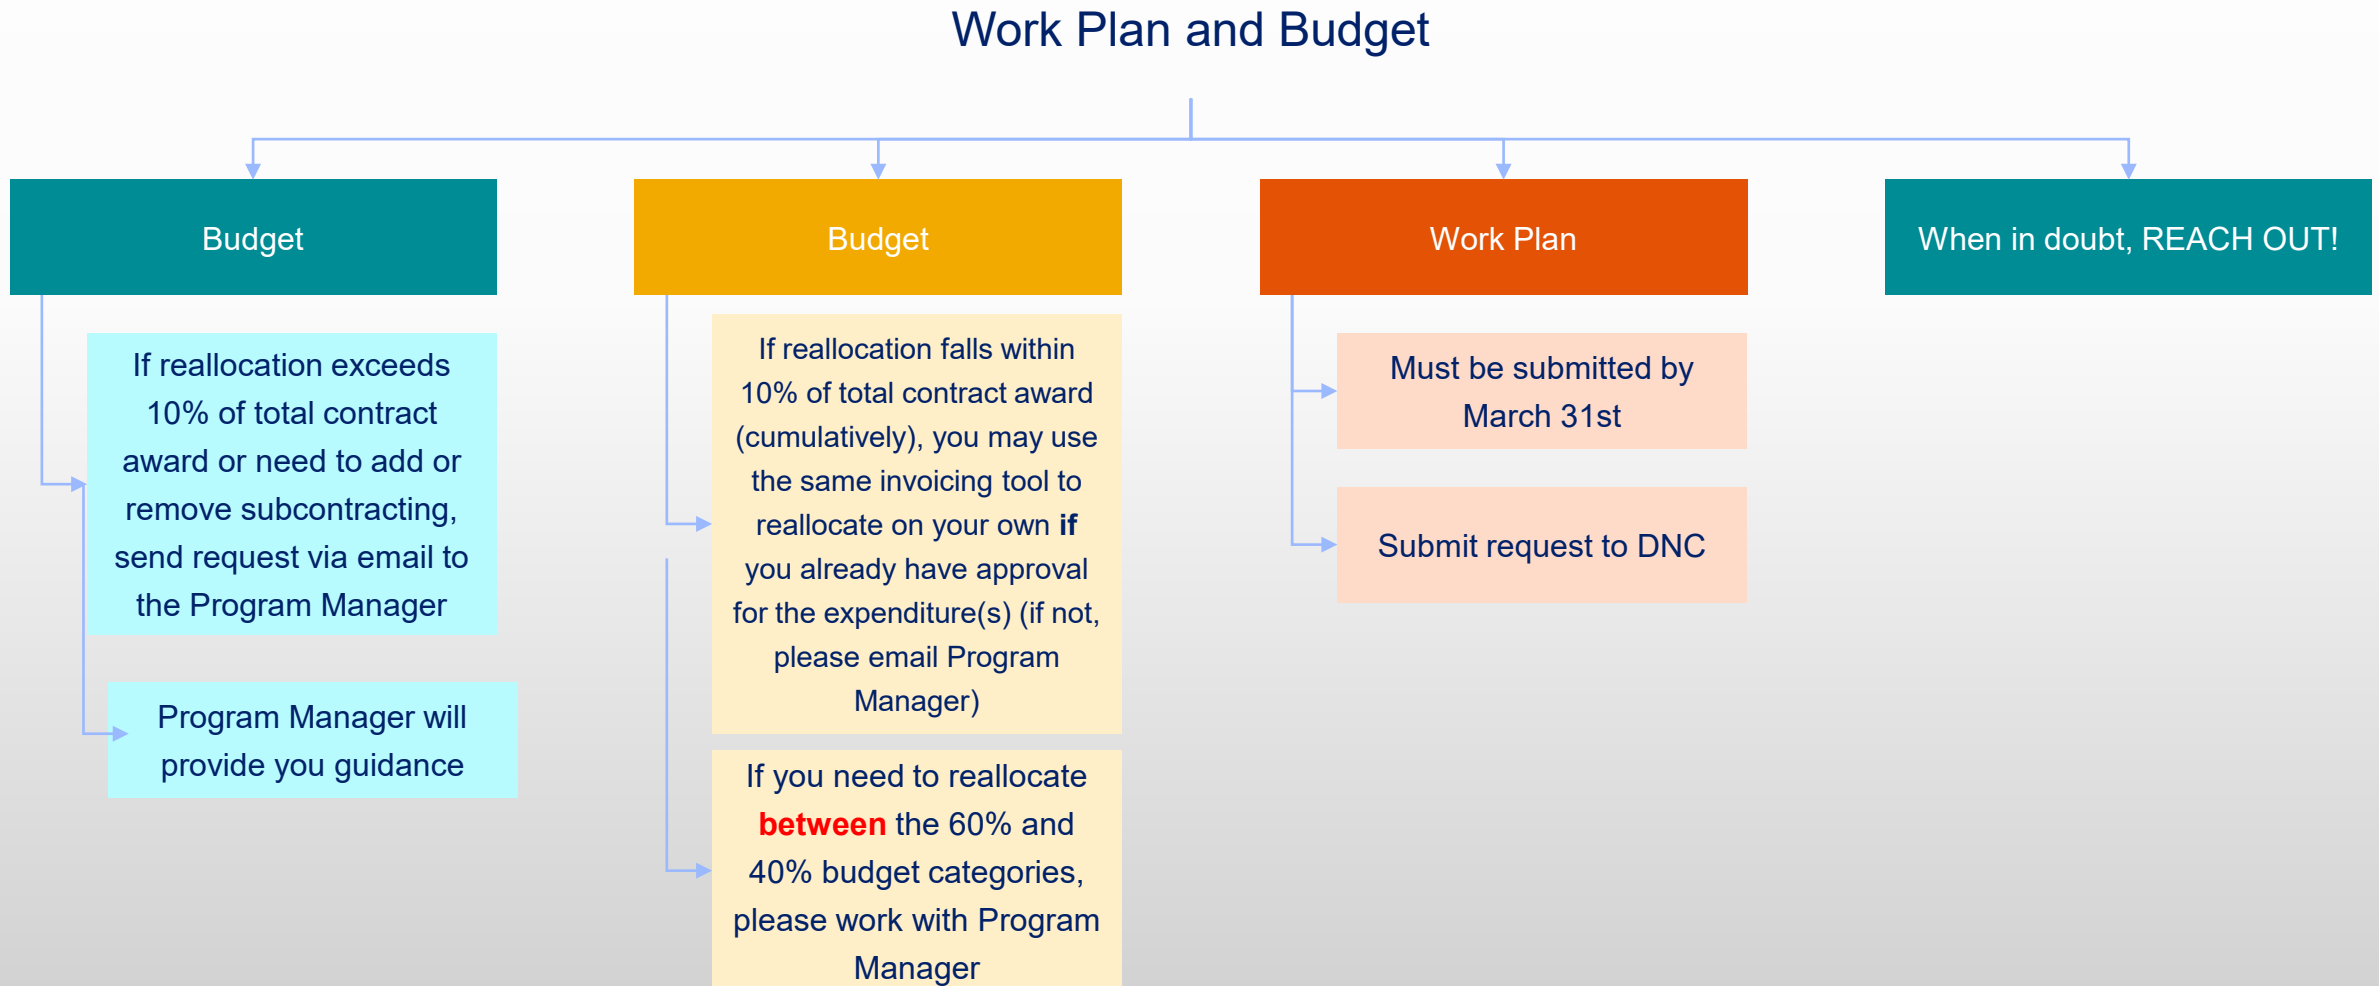 Work Plan and Budget
Budget
If reallocation exceeds
10% of total contract
award or need to add or
remove subcontracting,
send request via email to
the Program Manager
Program Manager will
provide you guidance
Budget
If reallocation falls within
10% of total contract award
(cumulatively), you may use
the same invoicing tool to
reallocate on your own if
you already have approval
for the expenditure(s) (if not,
please email Program
Manager)
If you need to reallocate
between the 60% and
40% budget categories,
please work with Program
Manager
Work Plan
Must be submitted by
March 31st
Submit request to DNC
When in doubt, REACH OUT!